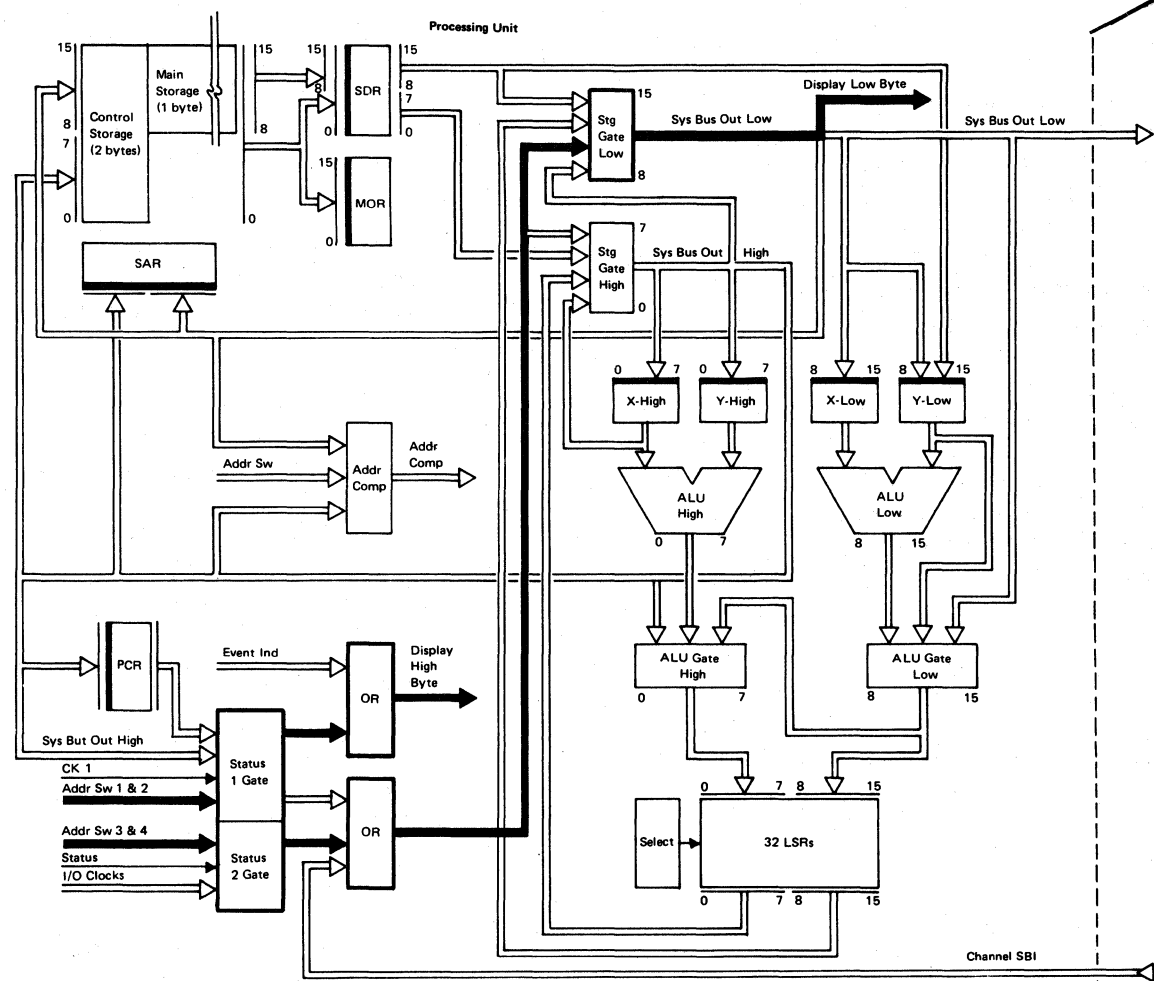 Processing Unit
15
15
15
15
Main
Storage
(1 byte)
Control
Storage
(2 bytes)
8
7
0
8
0
8
0
SDR
8
7
0
15
MOR
0
Stg
Gate
Low
15
8
Sys Bus Out Low
Display Low Byte
Sys Bus Out Low
SAR
Stg
Gate
High
7
0
Sys Bus Out High
0 7
0 7
8 15
8 15
X-High
Y-High
X-Low
Y-Low
Addr Sw
Addr
Comp
Addr
Comp
ALU
High
0 7
ALU
Low
8 15
PCR
Event Ind
OR
Display
High
Byte
ALU Gate
High
0 7
ALU Gate
Low
8 15
Sys But Out High
CK 1
Addr Sw 1 & 2
Status
1 Gate
Addr Sw 3 & 4
Status
I/O Clocks
Status
2 Gate
OR
0 7 8 15
Select
32 LSRs
0 7 8 15
Channel SBI